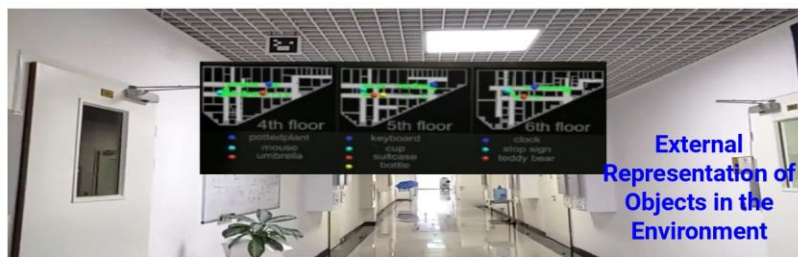 4th floor
pottedplant
mouse
umbrella
5th floor
keyboard
cup
suitcase
bottle
6th floor
clock
stop sign
teddy bear
External
Representation of
Objects in the
Environment